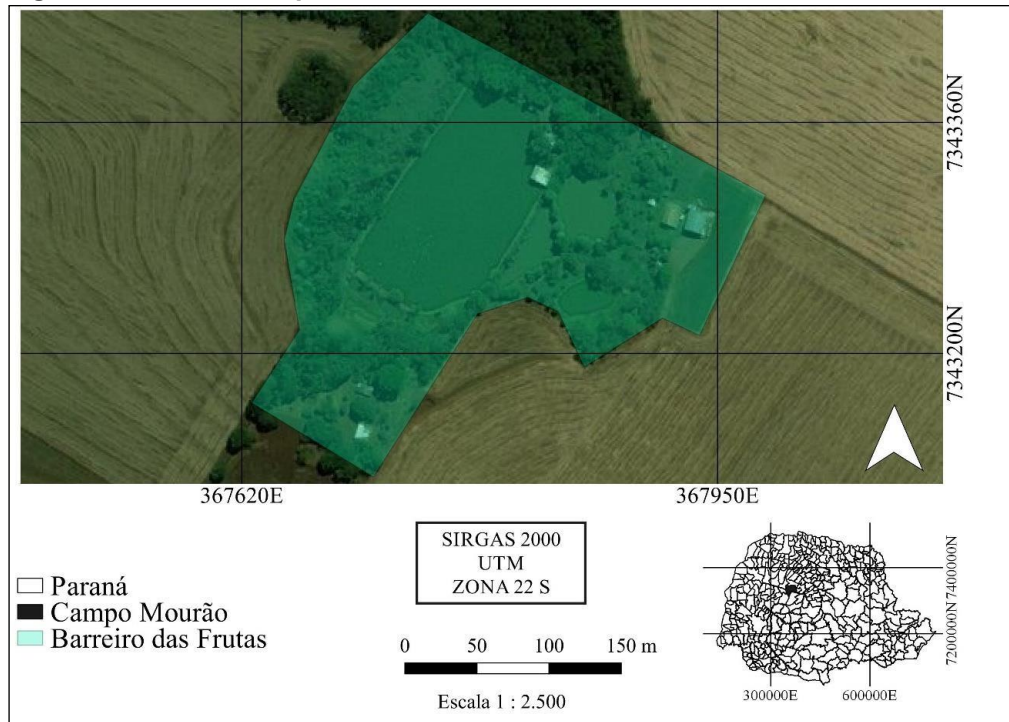 7343360N
7343200N
367620E
367950E
SIRGAS 2000
UTM
ZONA 22 S
Paraná
Campo Mourão
Barreiro das Frutas
0 50 100 150 m
Escala 1 : 2.500
7400000N
7200000N
300000E
600000E